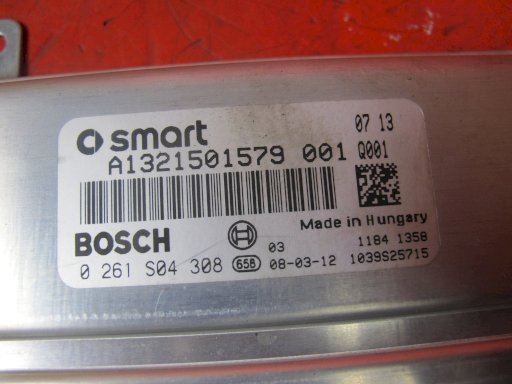 smart 07 13
A1321501579 001 Q001
Made in Hungary
BOSCH 03 1184 1358
0 261 S04 308 65B 08-03-12 1039S25715